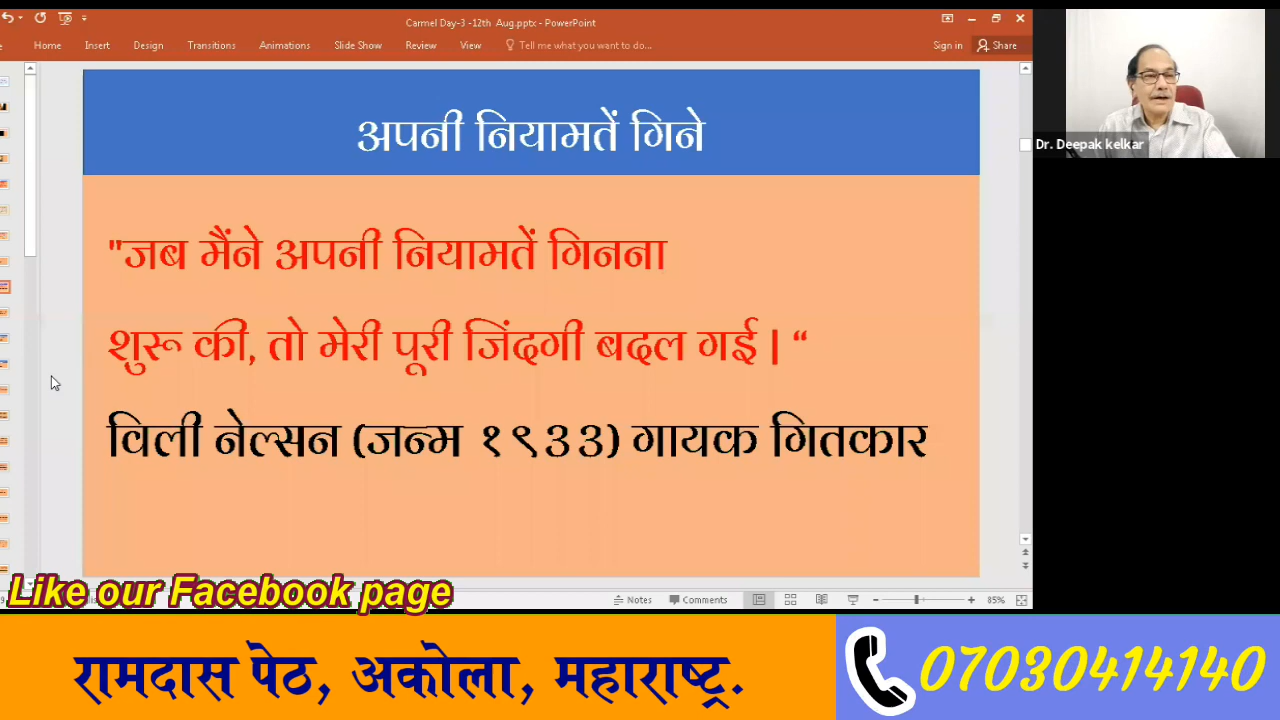 Carmel Day-3 -12th Aug.pptx - PowerPoint
Home Insert Design Transitions Animations Slide Show Review View Tell me what you want to do... Sign in Share
अपनी नियामतें गिने
"जब मैंने अपनी नियामतें गिनना
शुरू की, तो मेरी पूरी जिंदगी बदल गई | “
विली नेल्सन (जन्म १९३३) गायक गितकार
Dr. Deepak kelkar
Notes Comments 85%
Like our Facebook page
रामदास पेठ, अकोला, महाराष्ट्र.
07030414140